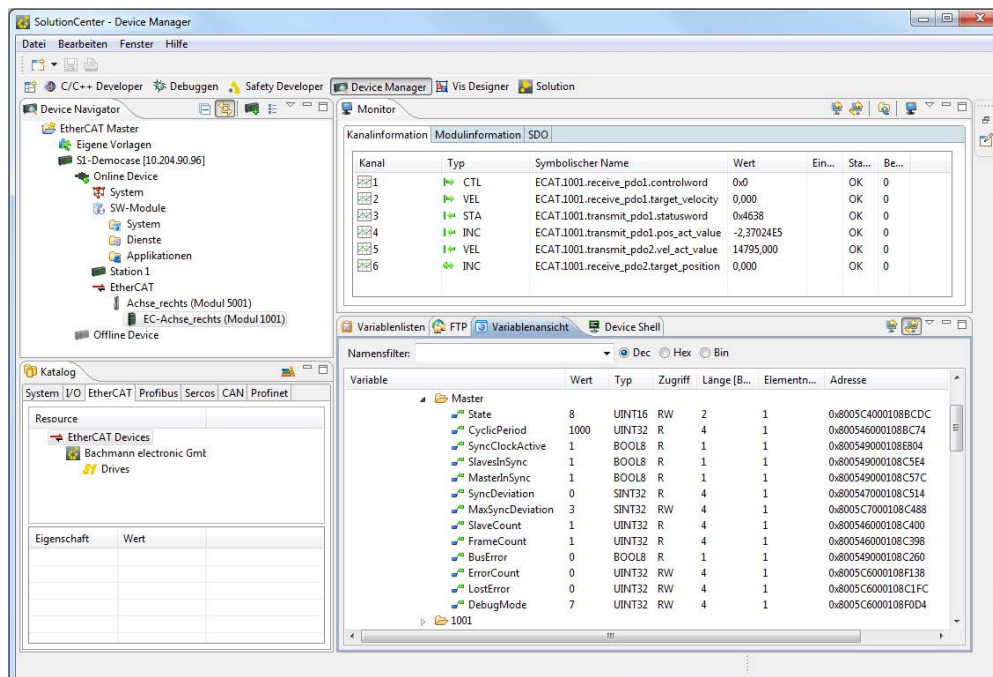 SolutionCenter - Device Manager
Datei Bearbeiten Fenster Hilfe
C/C++ Developer Debuggen Safety Developer Device Manager Vis Designer Solution
Device Navigator
EtherCAT Master
Eigene Vorlagen
S1-Democase [10.204.90.96]
Online Device
System
SW-Module
System
Dienste
Applikationen
Station 1
EtherCAT
Achse_rechts (Modul 5001)
EC-Achse_rechts (Modul 1001)
Offline Device
Katalog
System I/O EtherCAT Profibus Sercos CAN Profinet
Resource
EtherCAT Devices
Bachmann electronic Gmb
S1 Drives
Eigenschaft Wert
Monitor
Kanalinformation Modulinformation SDO
Kanal Typ Symbolischer Name Wert Ein... Sta... Be...
1 CTL ECAT.1001.receive_pdo1.controlword 0x0 OK 0
2 VEL ECAT.1001.receive_pdo1.target_velocity 0,000 OK 0
3 STA ECAT.1001.transmit_pdo1.statusword 0x4638 OK 0
4 INC ECAT.1001.transmit_pdo1.pos_act_value -2,37024E5 OK 0
5 VEL ECAT.1001.transmit_pdo2.vel_act_value 14795,000 OK 0
6 INC ECAT.1001.receive_pdo2.target_position 0,000 OK 0
Variablenlisten FTP Variablenansicht Device Shell
Namensfilter: Dec Hex Bin
Variable Wert Typ Zugriff Länge [B... Elementn... Adresse
Master
State 8 UINT16 RW 2 1 0x8005C4000108BCDC
CyclicPeriod 1000 UINT32 R 4 1 0x800546000108BC74
SyncClockActive 1 BOOL8 R 1 1 0x800549000108E804
SlavesInSync 1 BOOL8 R 1 1 0x800549000108C5E4
MasterInSync 1 BOOL8 R 1 1 0x800549000108C57C
SyncDeviation 0 SINT32 R 4 1 0x800547000108C514
MaxSyncDeviation 3 SINT32 RW 4 1 0x8005C7000108C488
SlaveCount 1 UINT32 R 4 1 0x800546000108C400
FrameCount 1 UINT32 R 4 1 0x800546000108C398
BusError 0 BOOL8 R 1 1 0x800549000108C260
ErrorCount 0 UINT32 RW 4 1 0x8005C6000108F138
LostError 0 UINT32 RW 4 1 0x8005C6000108C1FC
DebugMode 7 UINT32 RW 4 1 0x8005C6000108F0D4
1001